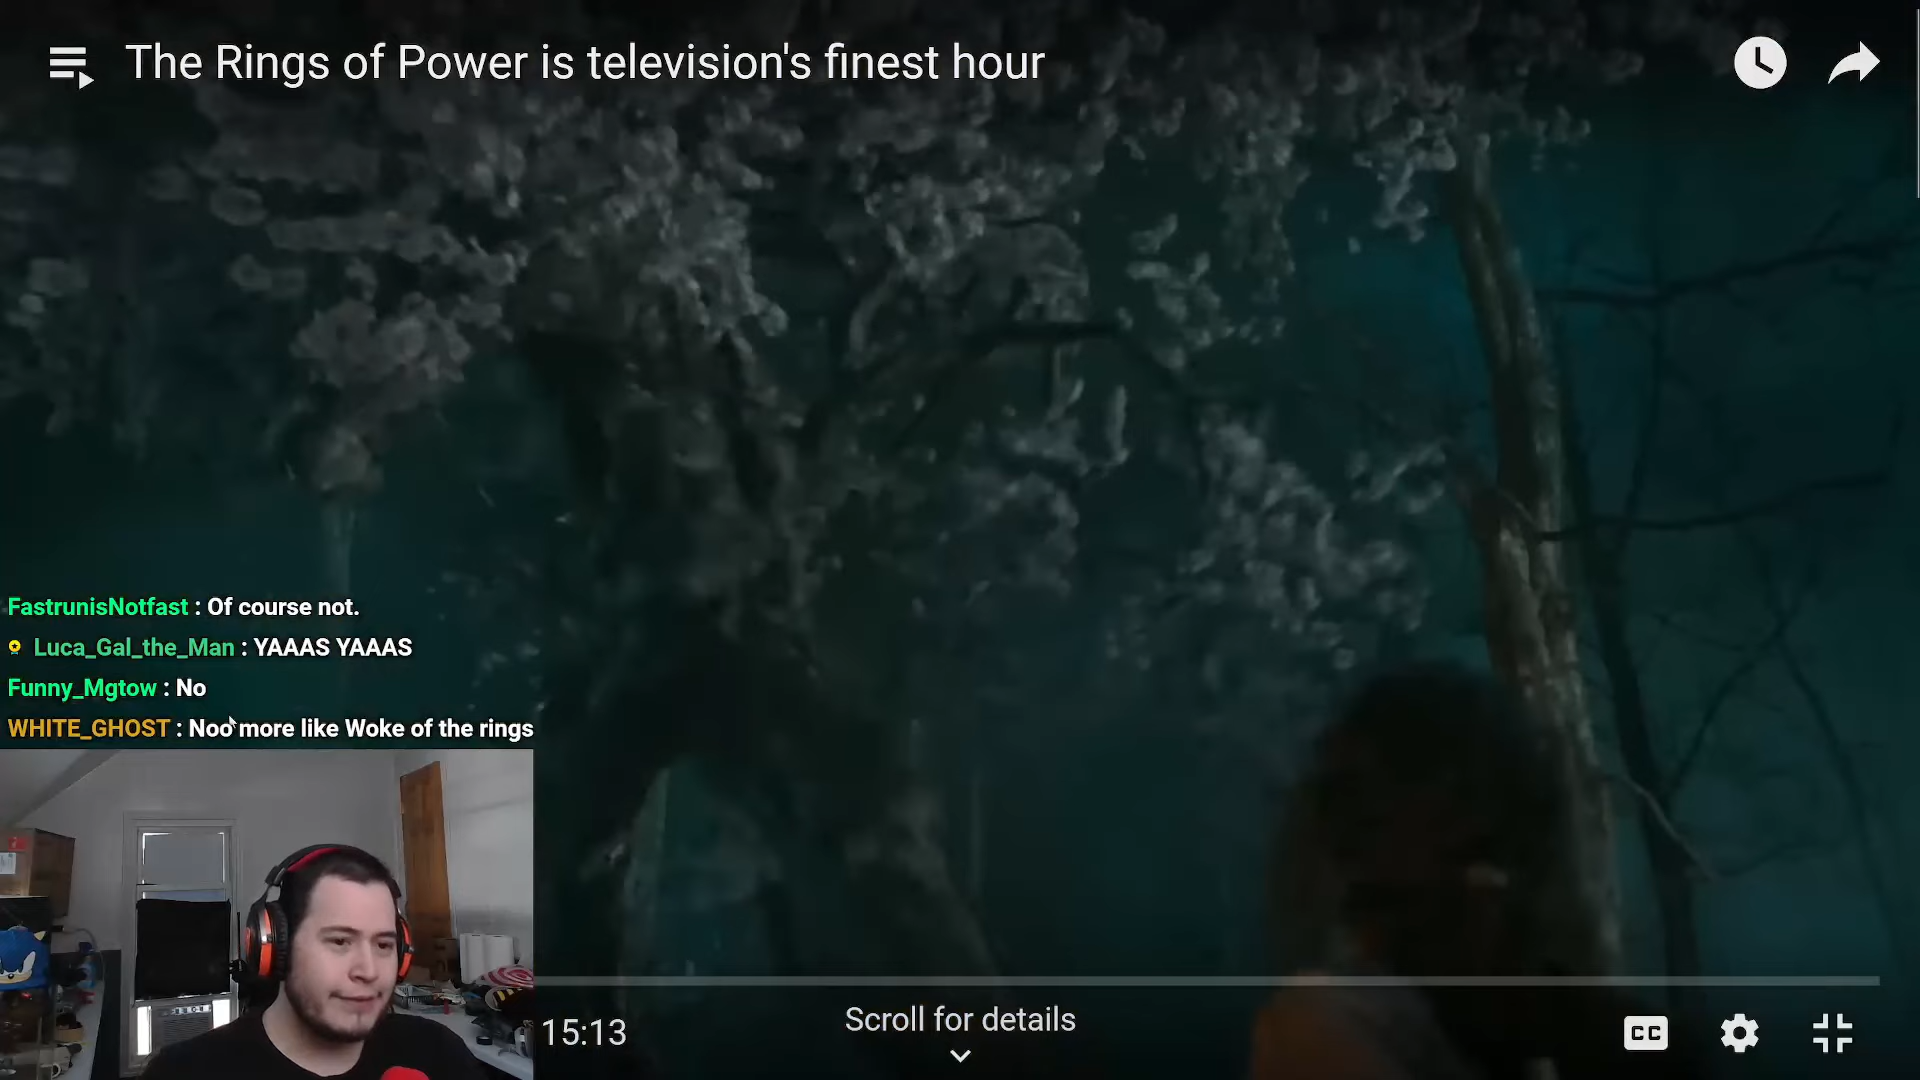 The Rings of Power is television's finest hour
FastrunisNotfast : Of course not.
Luca_Gal_the_Man : YAAAS YAAAS
Funny_Mgtow : No
WHITE_GHOST : Noo more like Woke of the rings
15:13
Scroll for details
CC